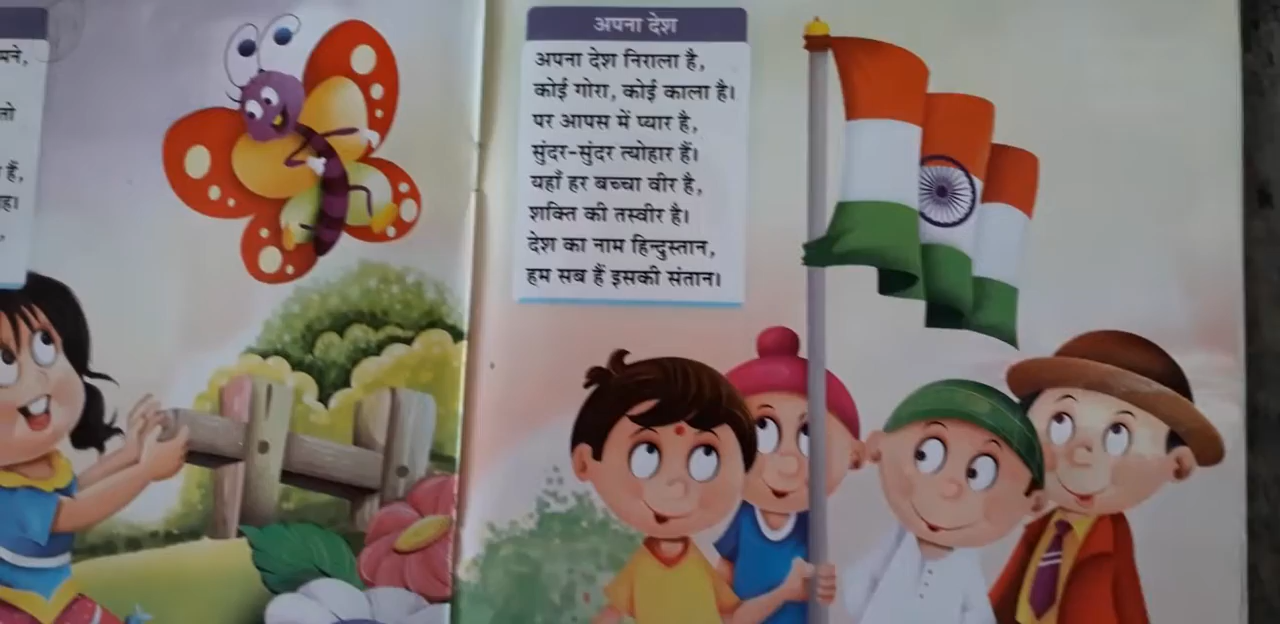 अपना देश
अपना देश निराला है,
कोई गोरा, कोई काला है।
पर आपस में प्यार है,
सुंदर-सुंदर त्योहार हैं।
यहाँ हर बच्चा वीर है,
शक्ति की तस्वीर है।
देश का नाम हिन्दुस्तान,
हम सब हैं इसकी संतान।